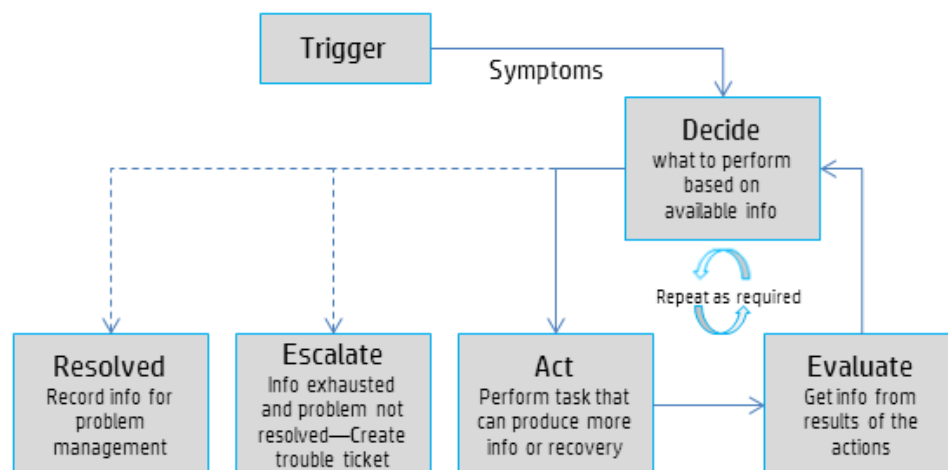 Trigger
Symptoms
Decide
what to perform
based on
available info
Repeat as required
Resolved
Record info for
problem
management
Escalate
Info exhausted
and problem not
resolved—Create
trouble ticket
Act
Perform task that
can produce more
info or recovery
Evaluate
Get info from
results of the
actions